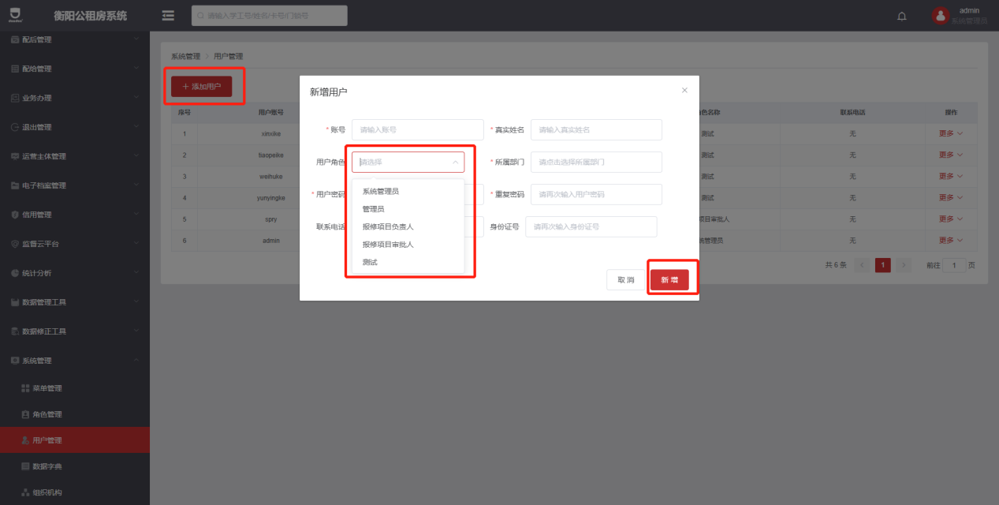 衡阳公租房系统
请输入学工号/姓名/卡号/门锁号
admin
系统管理员
配后管理
配给管理
业务办理
退出管理
运营主体管理
电子档案管理
信用管理
监督云平台
统计分析
数据管理工具
数据修正工具
系统管理
菜单管理
角色管理
用户管理
数据字典
组织机构
系统管理 > 用户管理
+ 添加用户
序号 用户账号 色名称 联系电话 操作
1 xinxike 测试 无 更多
2 tiaopeike 测试 无 更多
3 weihuke 测试 无 更多
4 yunyingke 测试 无 更多
5 spry 项目审批人 无 更多
6 admin 统管理员 无 更多
共 6 条 < 1 > 前往 1 页
新增用户 ×
* 账号 请输入账号 * 真实姓名 请输入真实姓名
用户角色 请选择 * 所属部门 请点击选择所属部门
* 用户密码 * 重复密码 请再次输入用户密码
联系电话 身份证号 请再次输入身份证号
系统管理员
管理员
报修项目负责人
报修项目审批人
测试
取 消 新 增